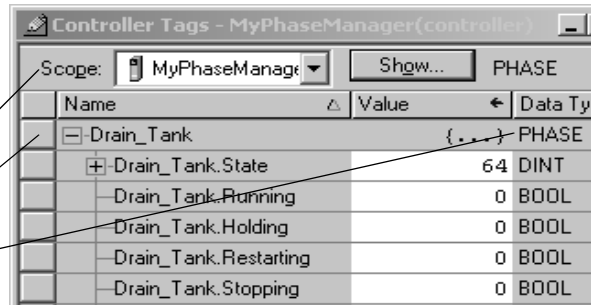 Controller Tags - MyPhaseManager(controller)
Scope: MyPhaseManage Show... PHASE
Name Value Data Ty
Drain_Tank {...} PHASE
Drain_Tank.State 64 DINT
Drain_Tank.Running 0 BOOL
Drain_Tank.Holding 0 BOOL
Drain_Tank.Restarting 0 BOOL
Drain_Tank.Stopping 0 BOOL